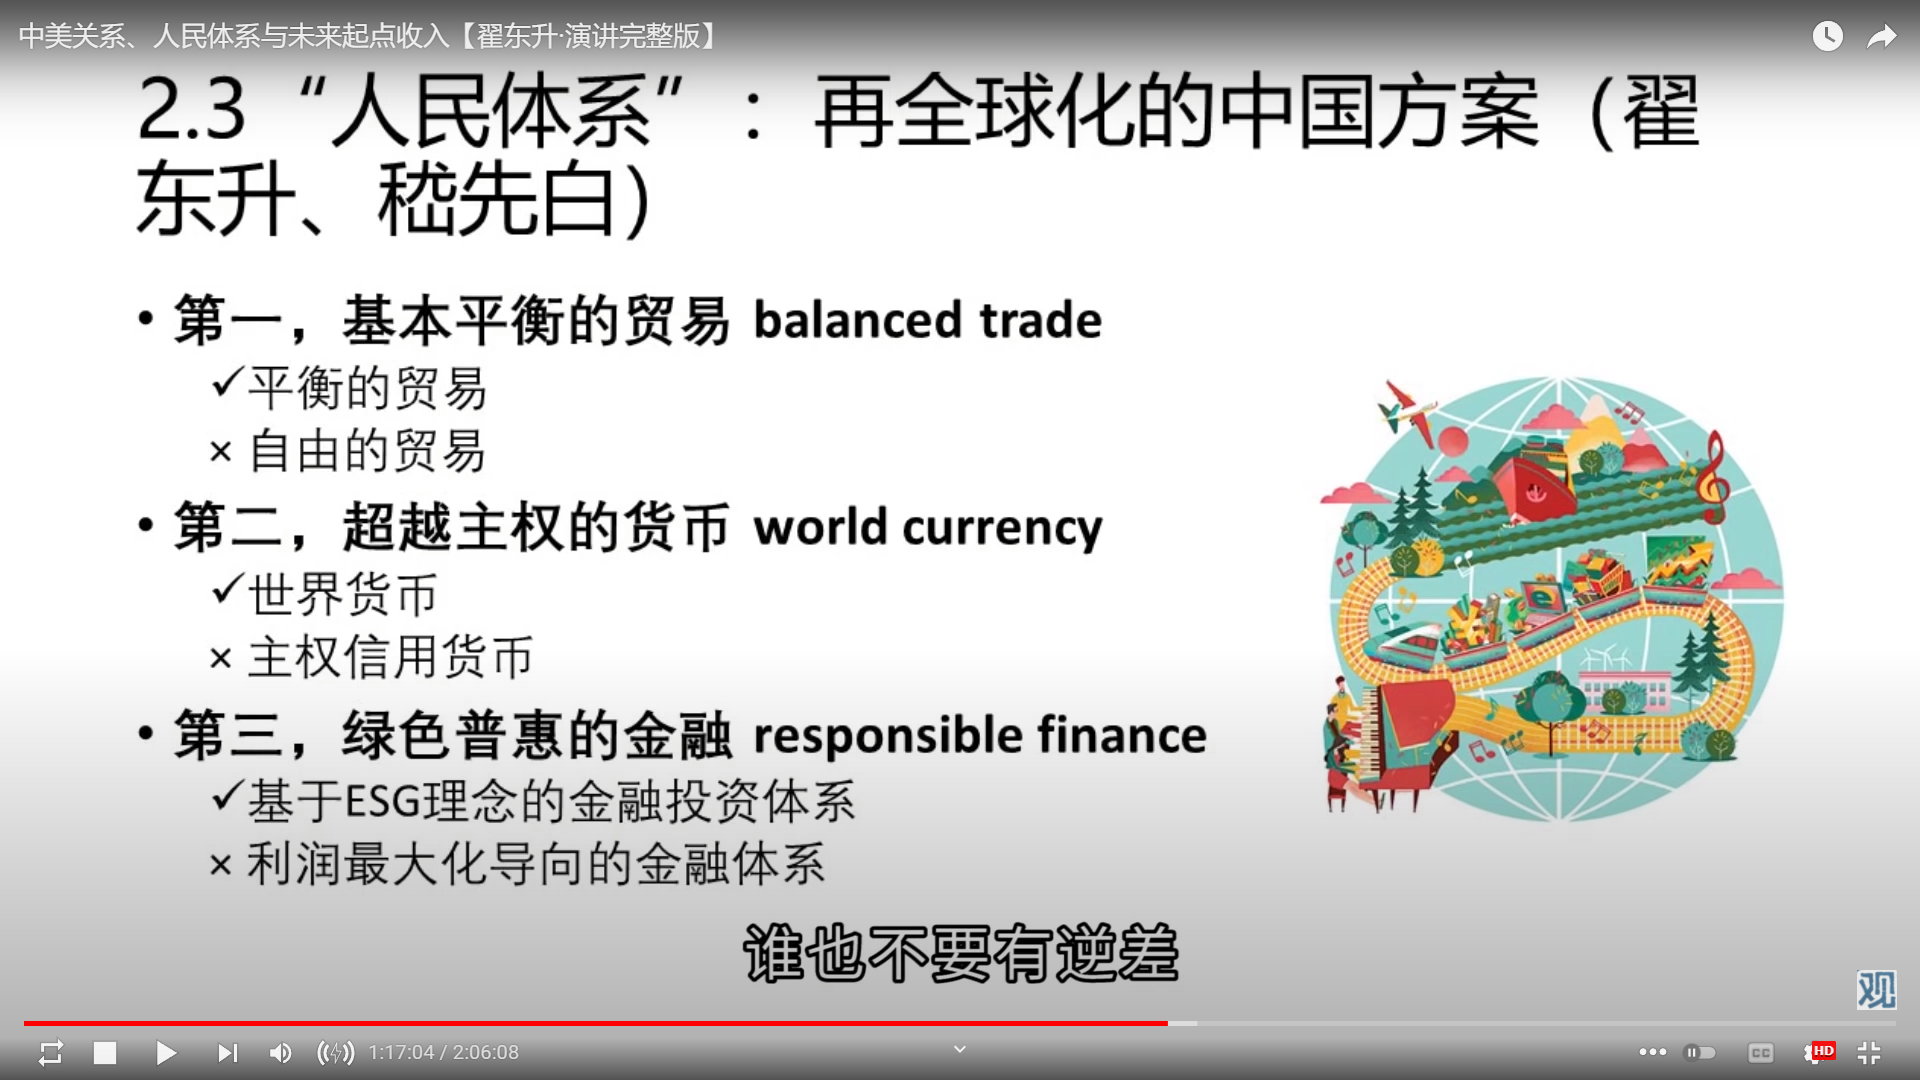 中美关系、人民体系与未来起点收入【翟东升·演讲完整版】
2.3 “人民体系”：再全球化的中国方案（翟
东升、嵇先白）
• 第一，基本平衡的贸易 balanced trade
✓平衡的贸易
× 自由的贸易
• 第二，超越主权的货币 world currency
✓世界货币
× 主权信用货币
• 第三，绿色普惠的金融 responsible finance
✓基于ESG理念的金融投资体系
× 利润最大化导向的金融体系
谁也不要有逆差
观
1:17:04 / 2:06:08
CC
HD